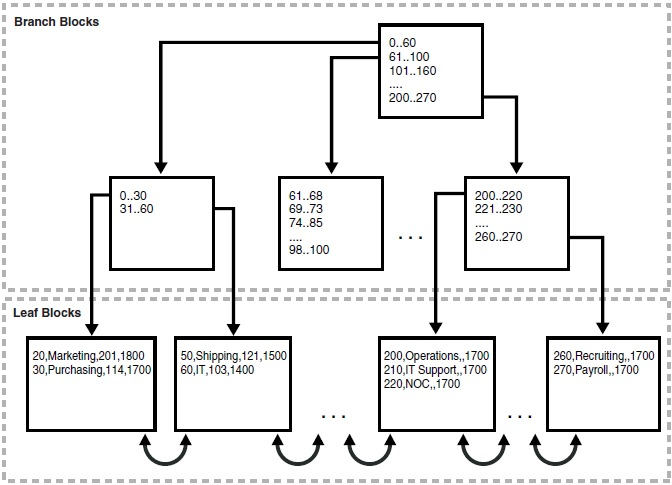 Branch Blocks
0..60
61..100
101..160
....
200..270
0..30
31..60
61..68
69..73
74..85
....
98..100
...
200..220
221..230
....
260..270
Leaf Blocks
20,Marketing,201,1800
30,Purchasing,114,1700
50,Shipping,121,1500
60,IT,103,1400
...
200,Operations,,1700
210,IT Support,,1700
220,NOC,,1700
...
260,Recruiting,,1700
270,Payroll,,1700